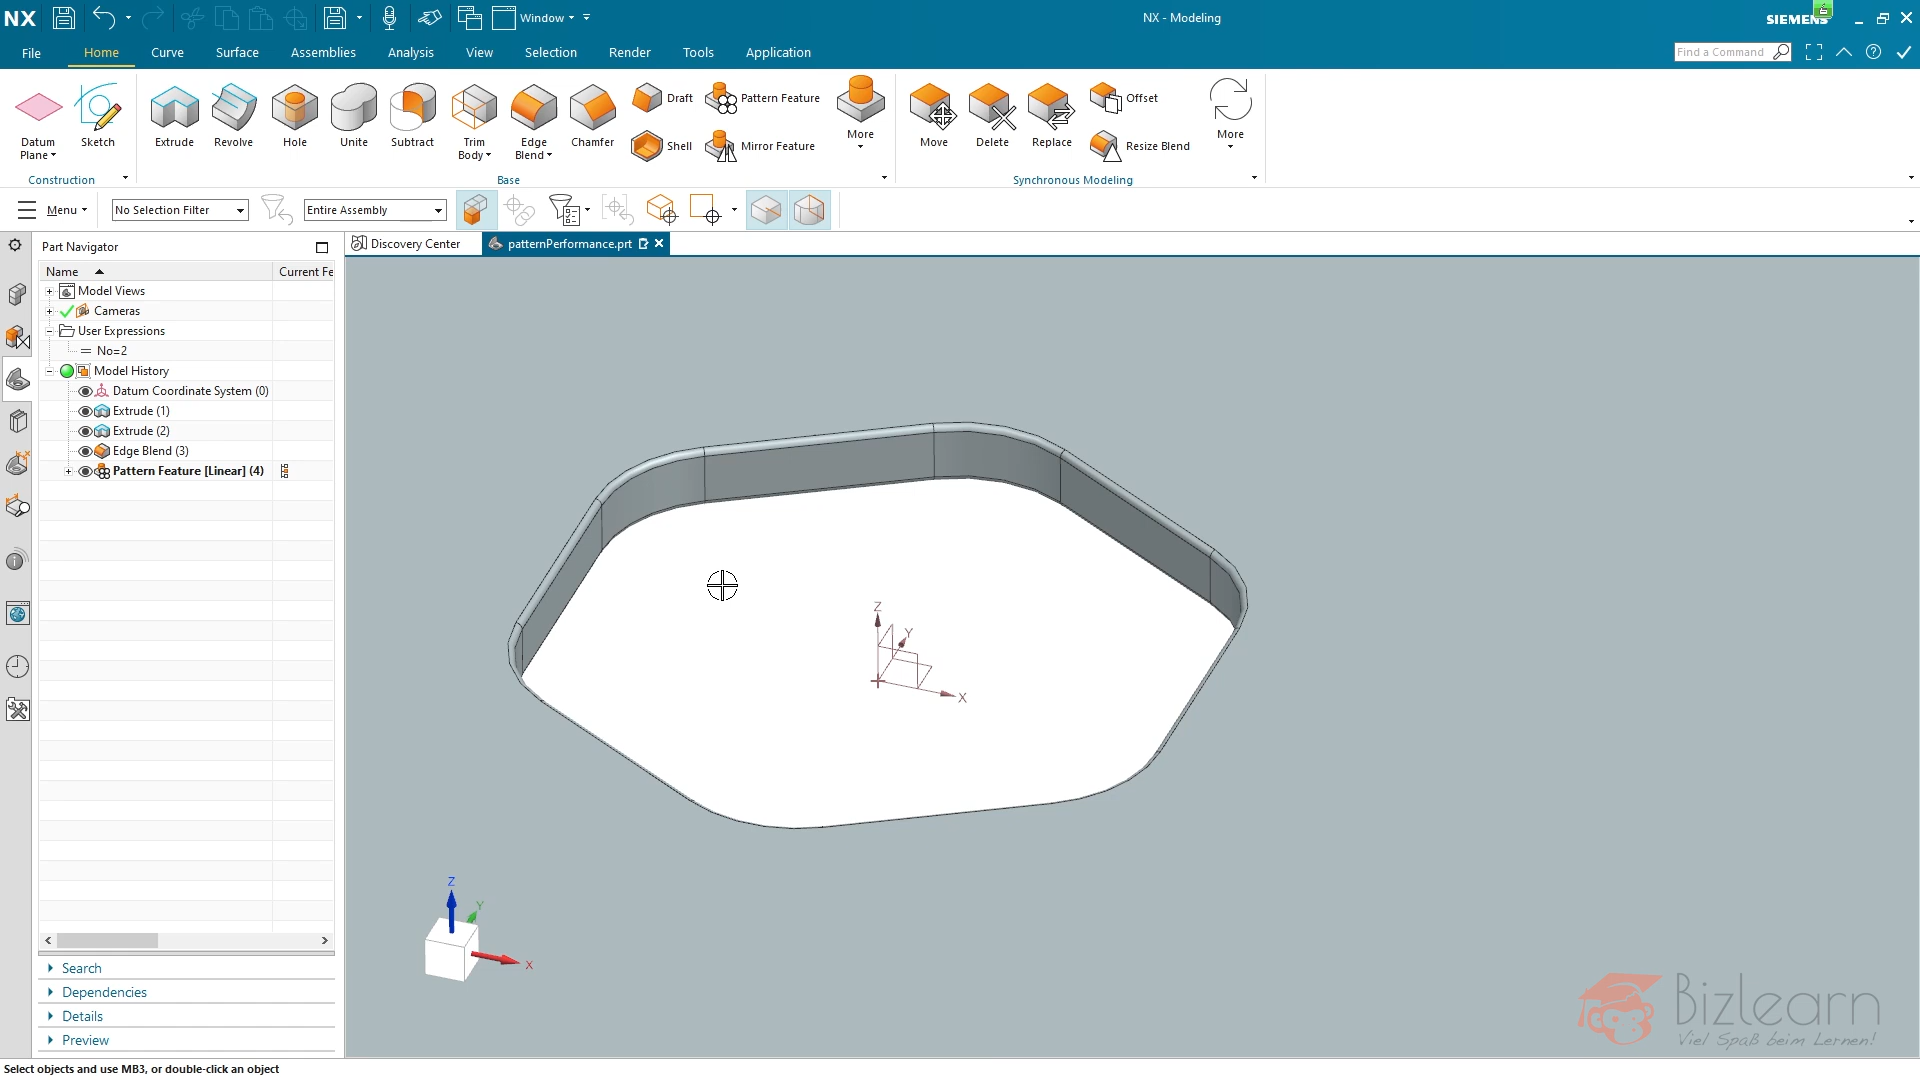 NX
Window
NX - Modeling
SIEMENS
File
Home
Curve
Surface
Assemblies
Analysis
View
Selection
Render
Tools
Application
Find a Command
Datum Plane
Sketch
Extrude
Revolve
Hole
Unite
Subtract
Trim Body
Edge Blend
Chamfer
Draft
Shell
Pattern Feature
Mirror Feature
More
Move
Delete
Replace
Offset
Resize Blend
More
Construction
Base
Synchronous Modeling
Menu
No Selection Filter
Entire Assembly
Part Navigator
Discovery Center
patternPerformance.prt
Name
Current Fe
Model Views
Cameras
User Expressions
No=2
Model History
Datum Coordinate System (0)
Extrude (1)
Extrude (2)
Edge Blend (3)
Pattern Feature [Linear] (4)
Z
Y
X
Z
Y
X
Search
Dependencies
Details
Preview
Bizlearn
Viel Spaß beim Lernen!
Select objects and use MB3, or double-click an object